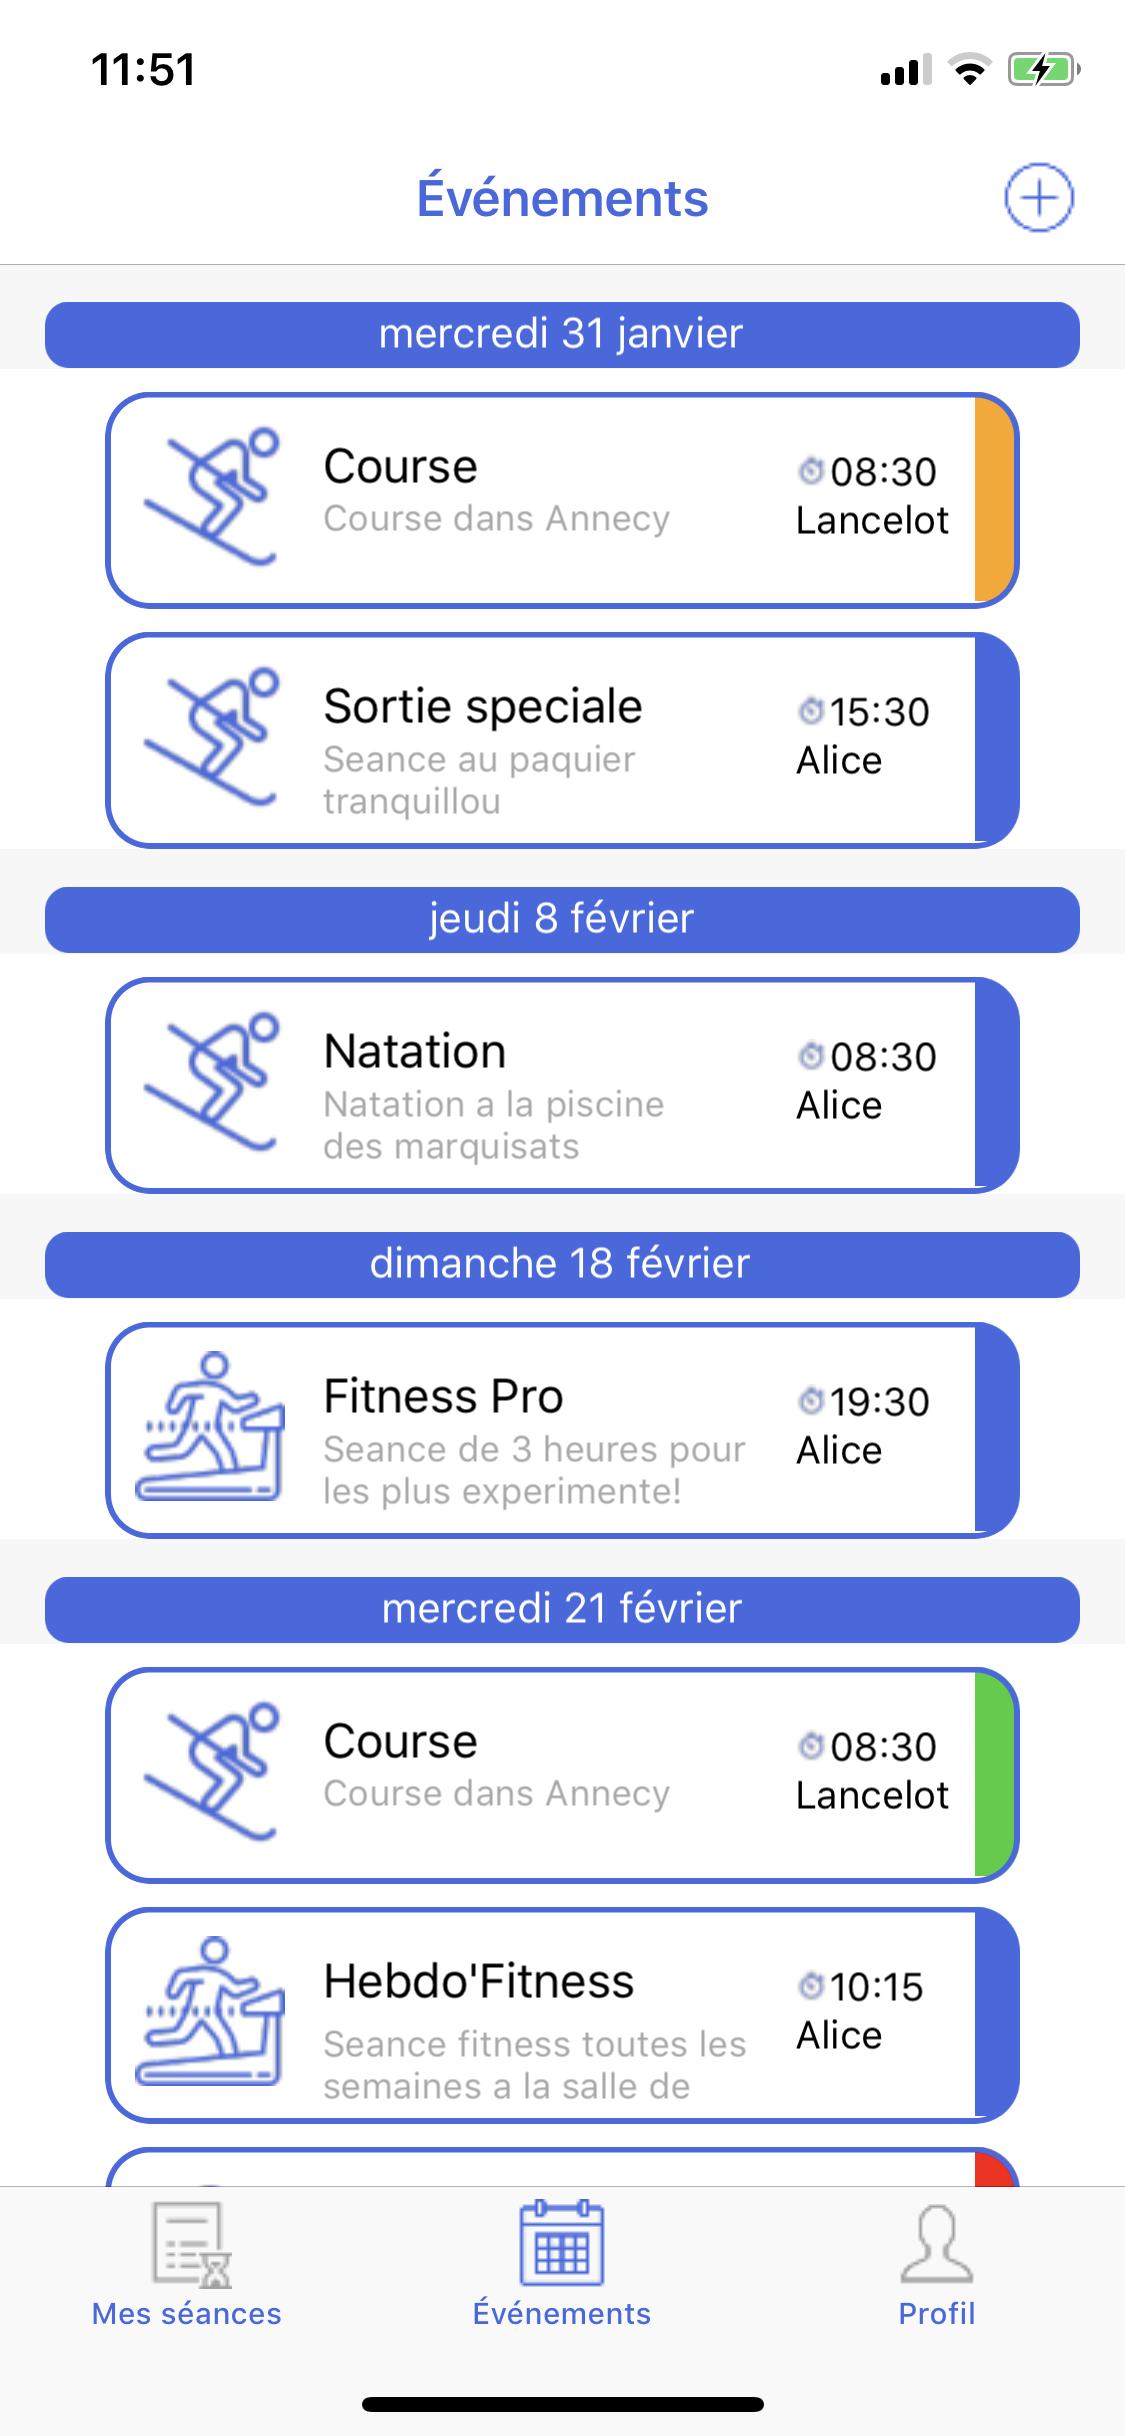 11:51
Événements
mercredi 31 janvier
Course
08:30
Course dans Annecy
Lancelot
Sortie speciale
15:30
Seance au paquier
Alice
tranquillou
jeudi 8 février
Natation
08:30
Natation a la piscine
Alice
des marquisats
dimanche 18 février
Fitness Pro
19:30
Seance de 3 heures pour
Alice
les plus experimente!
mercredi 21 février
Course
08:30
Course dans Annecy
Lancelot
Hebdo'Fitness
10:15
Seance fitness toutes les
Alice
semaines a la salle de
Mes séances
Événements
Profil